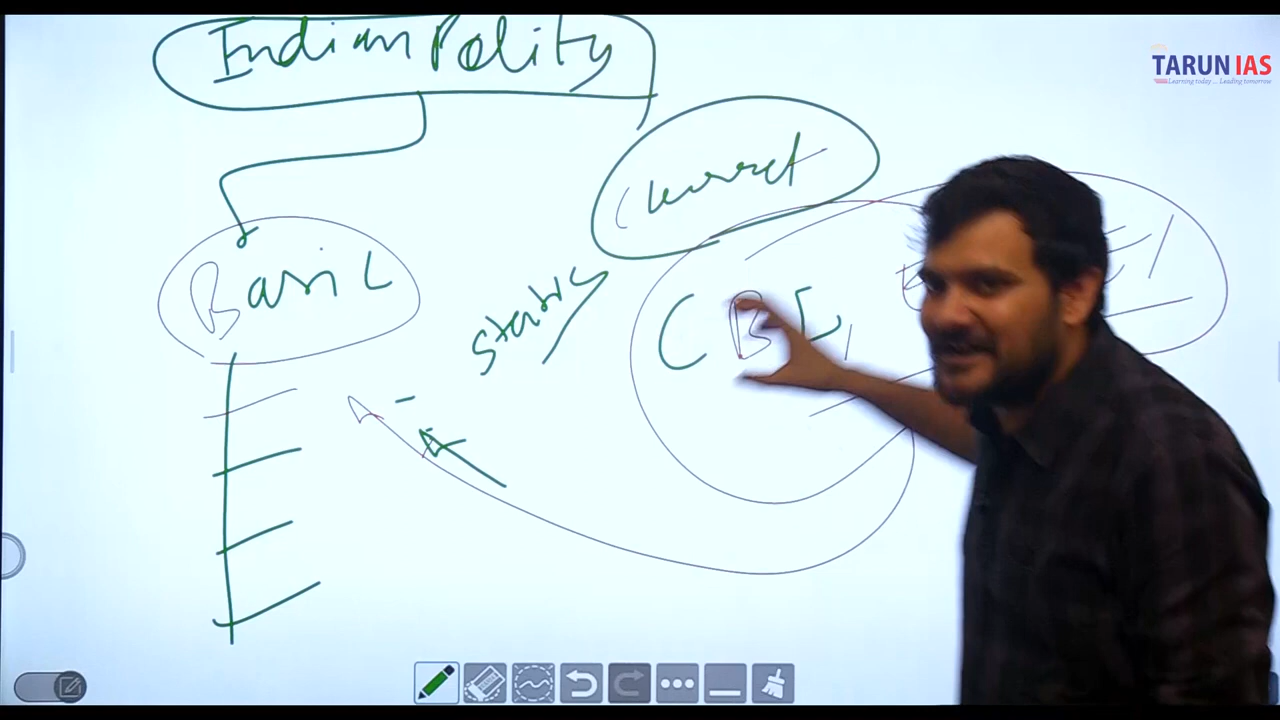 Indian Polity
TARUN IAS
Learning today... Leading tomorrow
Current
Basic
Static
CBI,